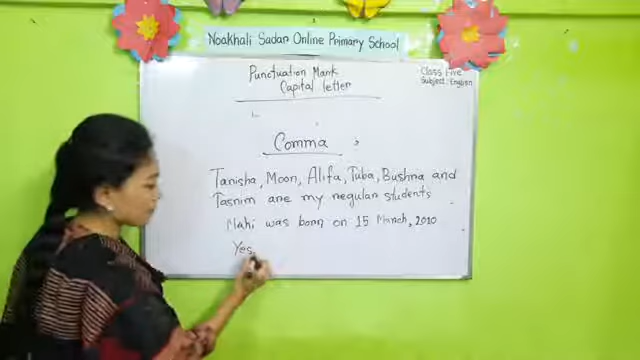 Noakhali Sadar Online Primary School
Punctuation Mark
Capital letter
Class Five
Subject: English
Comma ,
Tanisha, Moon, Alifa, Tuba, Bushra and
Tasnim are my regular students
Mahi was born on 15 March, 2010
Yes,